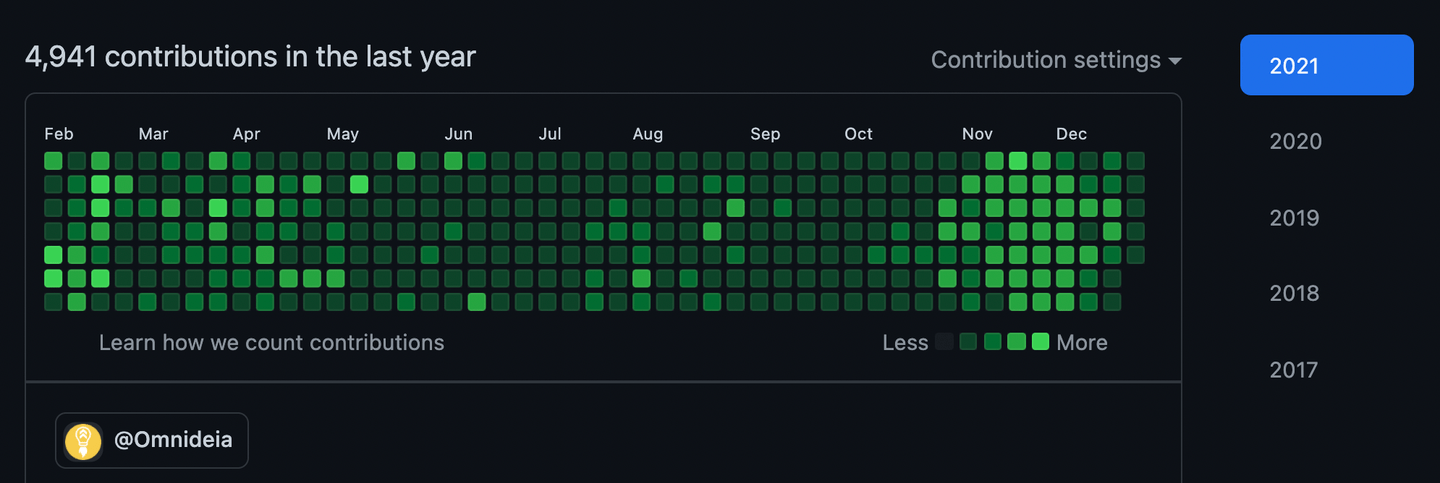 4,941 contributions in the last year
Contribution settings
Feb Mar Apr May Jun Jul Aug Sep Oct Nov Dec
Learn how we count contributions
Less More
@Omnideia
2021
2020
2019
2018
2017